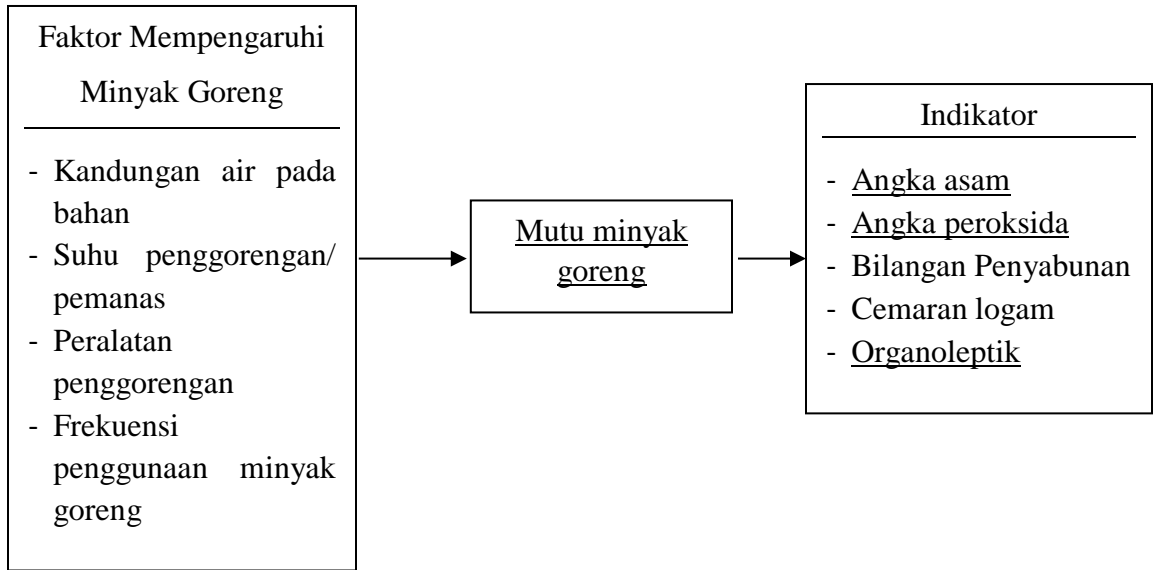 Faktor Mempengaruhi
Minyak Goreng
- Kandungan air pada
bahan
- Suhu penggorengan/
pemanas
- Peralatan
penggorengan
- Frekuensi
penggunaan minyak
goreng
Mutu minyak
goreng
Indikator
- Angka asam
- Angka peroksida
- Bilangan Penyabunan
- Cemaran logam
- Organoleptik